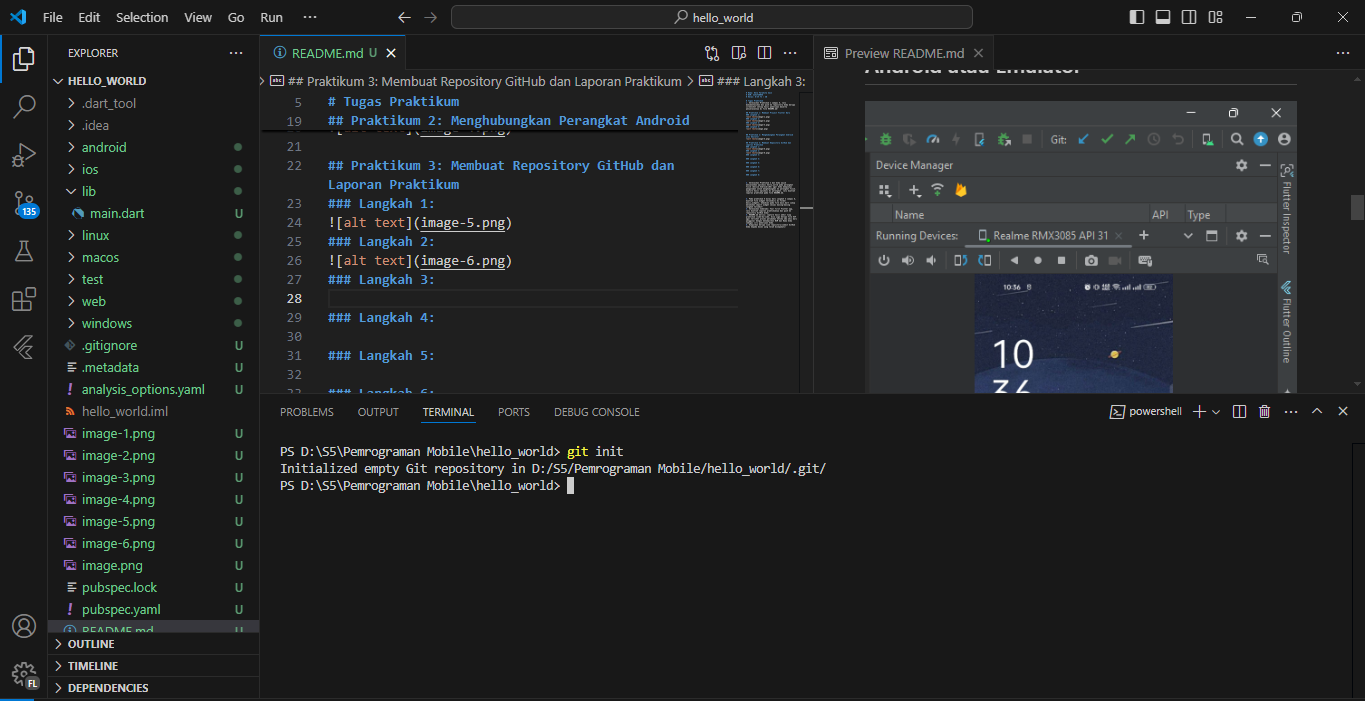 File Edit Selection View Go Run ··· hello_world
EXPLORER ···
HELLO_WORLD
.dart_tool
.idea
android
ios
lib
main.dart U
linux
macos
test
web
windows
.gitignore U
.metadata U
analysis_options.yaml U
hello_world.iml
image-1.png U
image-2.png U
image-3.png U
image-4.png U
image-5.png U
image-6.png U
image.png U
pubspec.lock U
pubspec.yaml U
README.md U
OUTLINE
TIMELINE
DEPENDENCIES
135
FL
README.md U
## Praktikum 3: Membuat Repository GitHub dan Laporan Praktikum > ### Langkah 3:
5 # Tugas Praktikum
19 ## Praktikum 2: Menghubungkan Perangkat Android
21
22 ## Praktikum 3: Membuat Repository GitHub dan
Laporan Praktikum
23 ### Langkah 1:
24 ![alt text](image-5.png)
25 ### Langkah 2:
26 ![alt text](image-6.png)
27 ### Langkah 3:
28
29 ### Langkah 4:
30
31 ### Langkah 5:
32
33 ### Langkah 6:
Preview README.md
Android atau Emulator
Git:
Device Manager
Name API Type
Running Devices: Realme RMX3085 API 31
10:36
10
36
Flutter Inspector
Flutter Outline
PROBLEMS OUTPUT TERMINAL PORTS DEBUG CONSOLE
powershell
PS D:\S5\Pemrograman Mobile\hello_world> git init
Initialized empty Git repository in D:/S5/Pemrograman Mobile/hello_world/.git/
PS D:\S5\Pemrograman Mobile\hello_world>